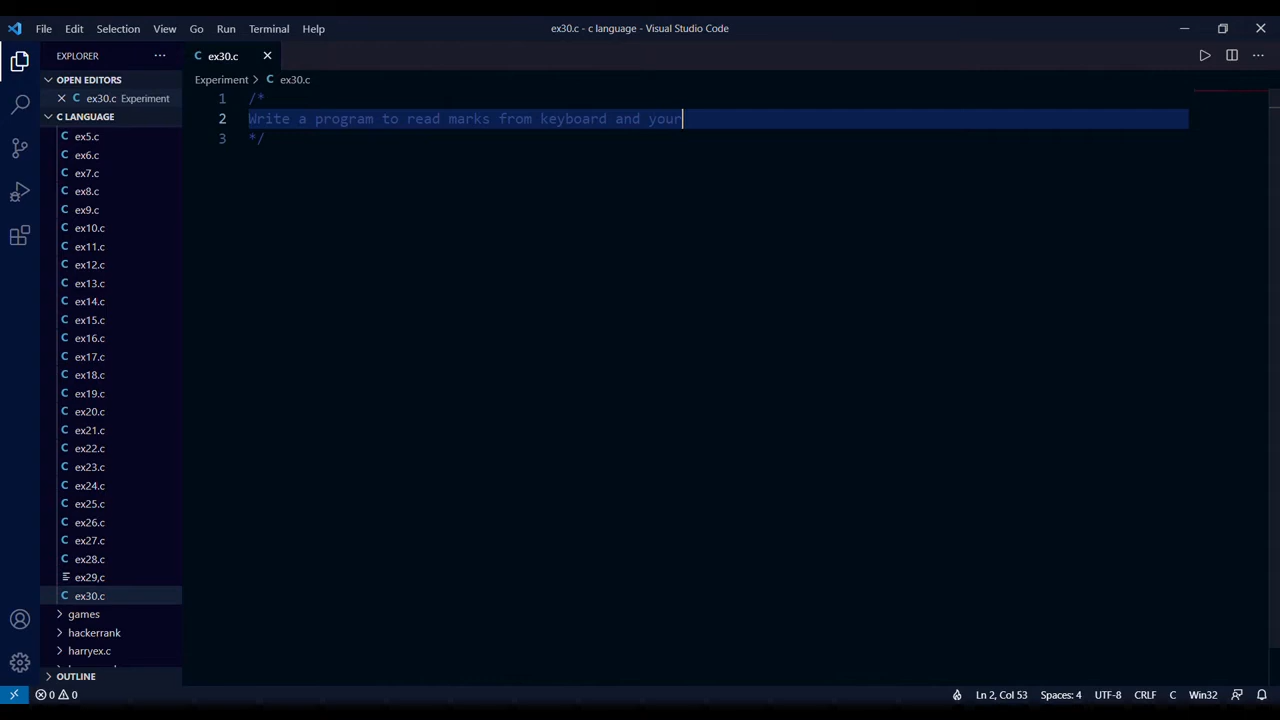 File Edit Selection View Go Run Terminal Help
ex30.c - c language - Visual Studio Code
EXPLORER
OPEN EDITORS
ex30.c Experiment
C LANGUAGE
ex5.c
ex6.c
ex7.c
ex8.c
ex9.c
ex10.c
ex11.c
ex12.c
ex13.c
ex14.c
ex15.c
ex16.c
ex17.c
ex18.c
ex19.c
ex20.c
ex21.c
ex22.c
ex23.c
ex24.c
ex25.c
ex26.c
ex27.c
ex28.c
ex29,c
ex30.c
games
hackerrank
harryex.c
OUTLINE
C ex30.c
Experiment > C ex30.c
1 /*
2 Write a program to read marks from keyboard and your
3 */
0 0
Ln 2, Col 53 Spaces: 4 UTF-8 CRLF C Win32